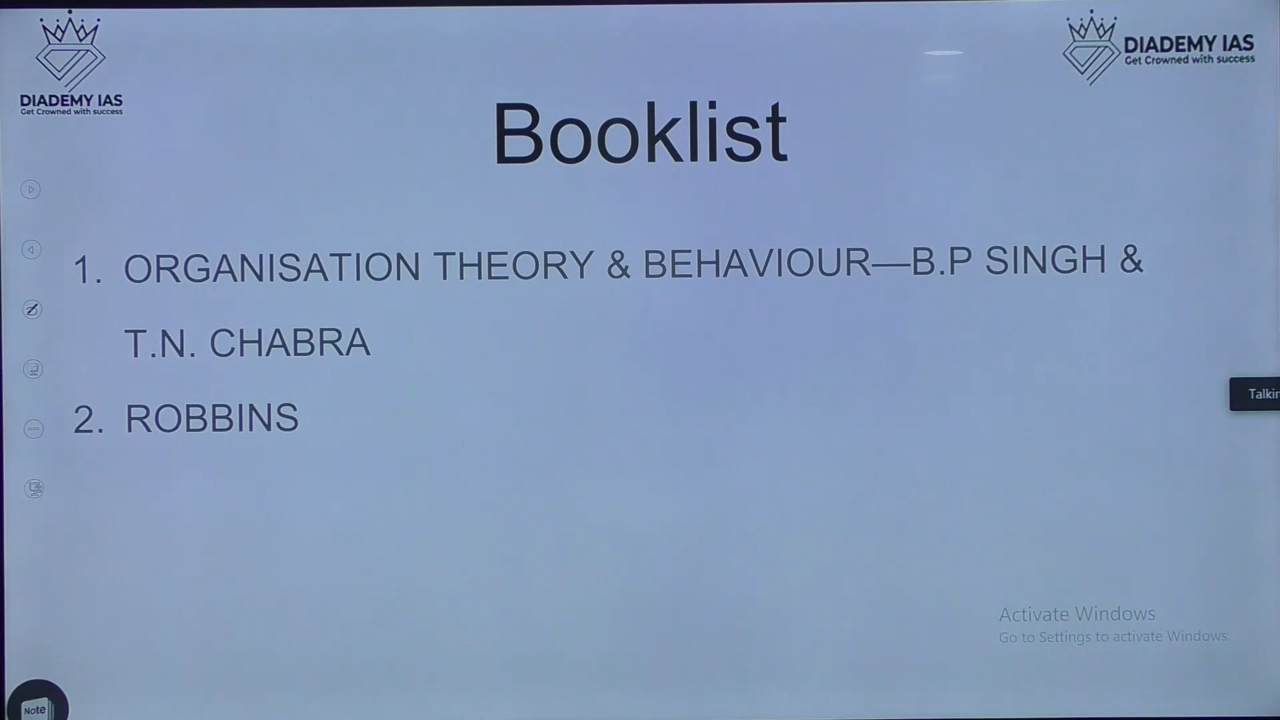 DIADEMY IAS
Get Crowned with success
DIADEMY IAS
Get Crowned with success
Booklist
1. ORGANISATION THEORY & BEHAVIOUR—B.P SINGH &
T.N. CHABRA
2. ROBBINS
Talkin
Activate Windows
Go to Settings to activate Windows.
Note